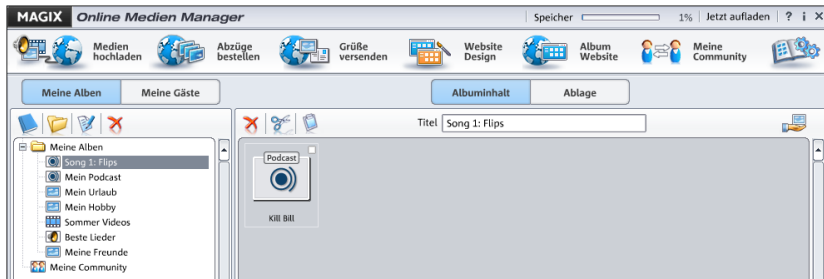 MAGIX Online Medien Manager
Speicher 1% Jetzt aufladen ? i X
Medien hochladen
Abzüge bestellen
Grüße versenden
Website Design
Album Website
Meine Community
Meine Alben
Meine Gäste
Albuminhalt
Ablage
Titel Song 1: Flips
Meine Alben
Song 1: Flips
Mein Podcast
Mein Urlaub
Mein Hobby
Sommer Videos
Beste Lieder
Meine Freunde
Meine Community
Podcast
Kill Bill